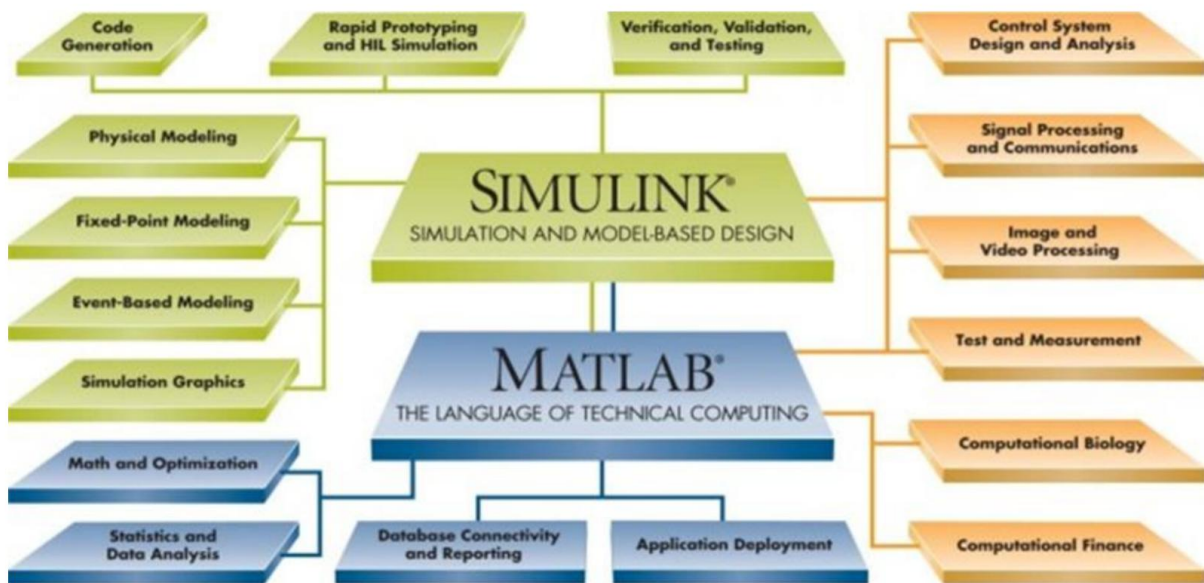 Code
Generation
Rapid Prototyping
and HIL Simulation
Verification, Validation,
and Testing
Control System
Design and Analysis
Physical Modeling
Signal Processing
and Communications
SIMULINK®
SIMULATION AND MODEL-BASED DESIGN
Fixed-Point Modeling
Image and
Video Processing
Event-Based Modeling
Test and Measurement
Simulation Graphics
MATLAB®
THE LANGUAGE OF TECHNICAL COMPUTING
Math and Optimization
Computational Biology
Statistics and
Data Analysis
Database Connectivity
and Reporting
Application Deployment
Computational Finance